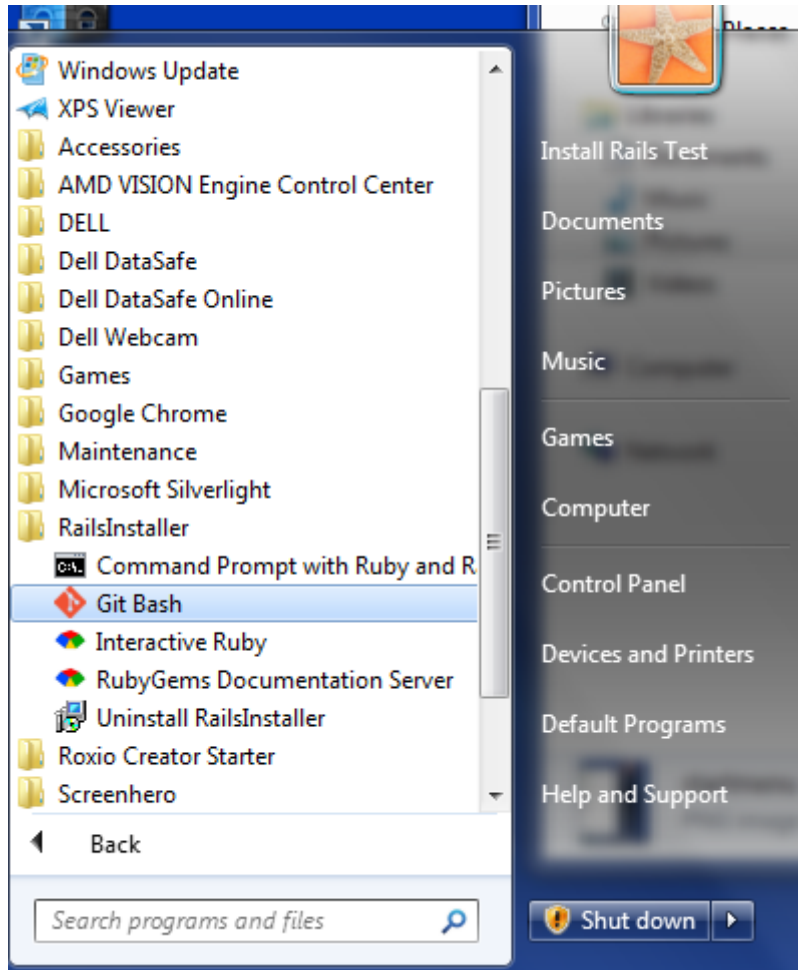 Windows Update
XPS Viewer
Accessories
AMD VISION Engine Control Center
DELL
Dell DataSafe
Dell DataSafe Online
Dell Webcam
Games
Google Chrome
Maintenance
Microsoft Silverlight
RailsInstaller
Command Prompt with Ruby and R
Git Bash
Interactive Ruby
RubyGems Documentation Server
Uninstall RailsInstaller
Roxio Creator Starter
Screenhero
Back
Search programs and files
Install Rails Test
Documents
Pictures
Music
Games
Computer
Control Panel
Devices and Printers
Default Programs
Help and Support
Shut down